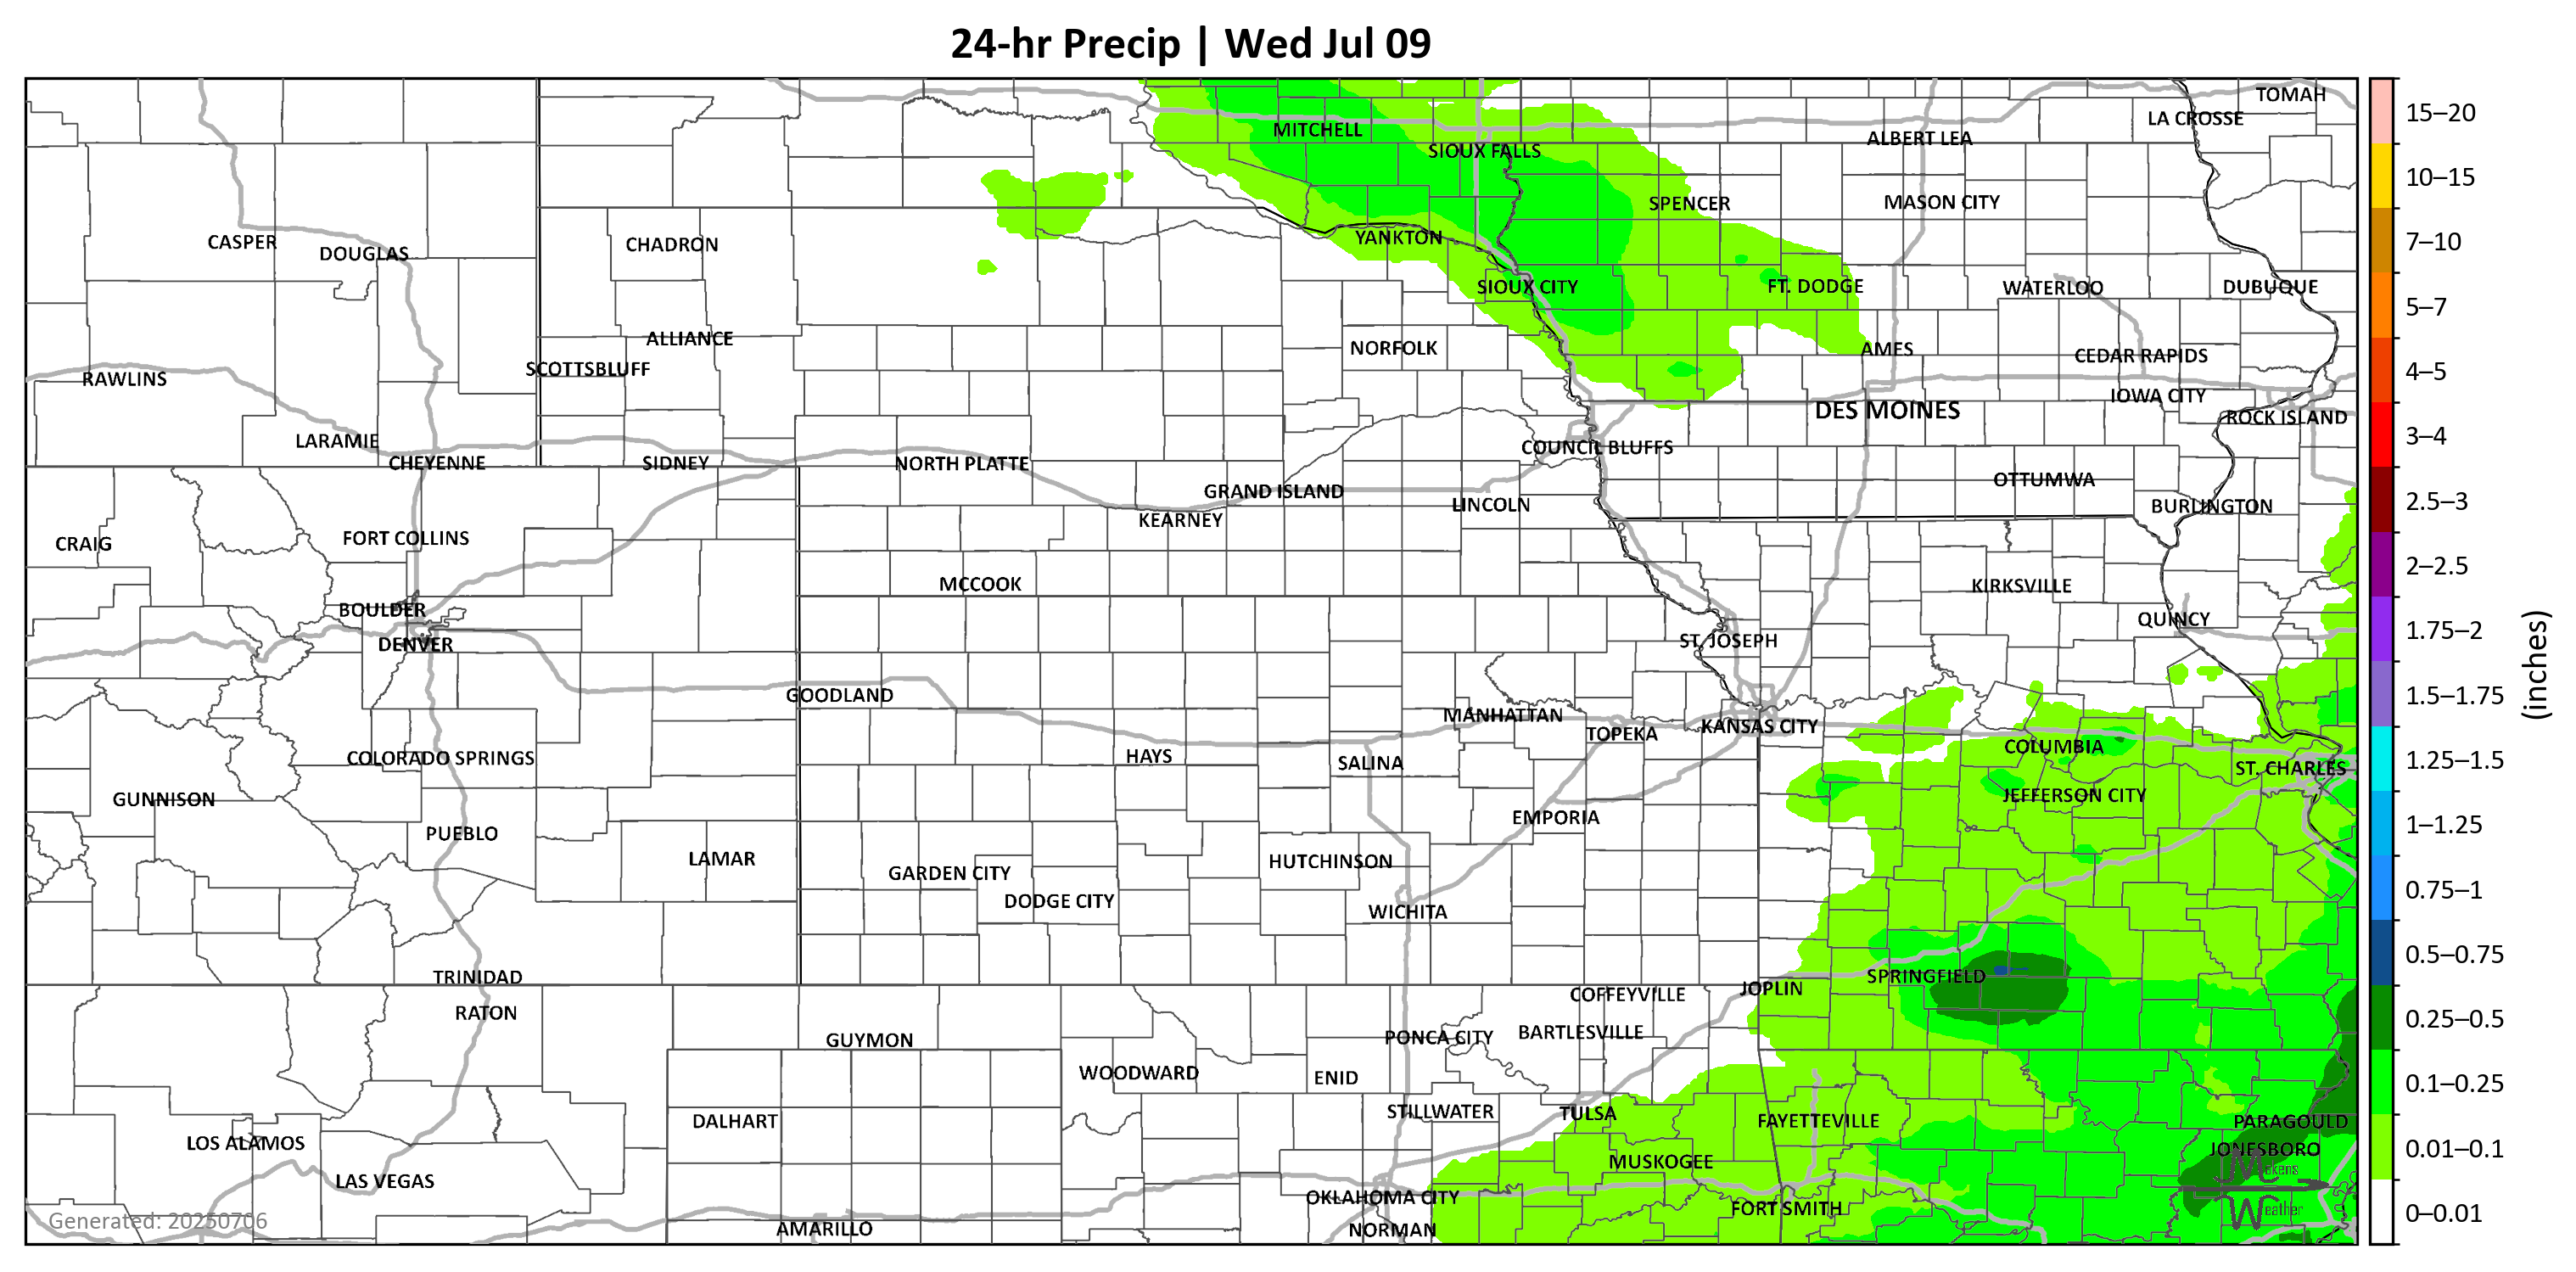 24-hr Precip | Wed Jul 09
TOMAH
LA CROSSE
MITCHELL
ALBERT LEA
SIOUX FALLS
SPENCER
MASON CITY
YANKTON
CASPER
CHADRON
DOUGLAS
SIOUX CITY
FT. DODGE
WATERLOO
DUBUQUE
ALLIANCE
NORFOLK
AMES
CEDAR RAPIDS
SCOTTSBLUFF
RAWLINS
IOWA CITY
DES MOINES
ROCK ISLAND
LARAMIE
COUNCIL BLUFFS
CHEYENNE
SIDNEY
NORTH PLATTE
OTTUMWA
GRAND ISLAND
LINCOLN
BURLINGTON
KEARNEY
FORT COLLINS
CRAIG
MCCOOK
KIRKSVILLE
BOULDER
QUINCY
DENVER
ST. JOSEPH
GOODLAND
MANHATTAN
KANSAS CITY
TOPEKA
COLUMBIA
COLORADO SPRINGS
HAYS
SALINA
ST. CHARLES
GUNNISON
JEFFERSON CITY
EMPORIA
PUEBLO
LAMAR
HUTCHINSON
GARDEN CITY
DODGE CITY
WICHITA
TRINIDAD
SPRINGFIELD
JOPLIN
COFFEYVILLE
RATON
BARTLESVILLE
PONCA CITY
GUYMON
WOODWARD
ENID
STILLWATER
TULSA
DALHART
FAYETTEVILLE
PARAGOULD
LOS ALAMOS
JONESBORO
MUSKOGEE
LAS VEGAS
OKLAHOMA CITY
FORT SMITH
Weather
Generated: 20250706
AMARILLO
NORMAN
15–20
10–15
7–10
5–7
4–5
3–4
2.5–3
2–2.5
1.75–2
1.5–1.75
1.25–1.5
1–1.25
0.75–1
0.5–0.75
0.25–0.5
0.1–0.25
0.01–0.1
0–0.01
(inches)